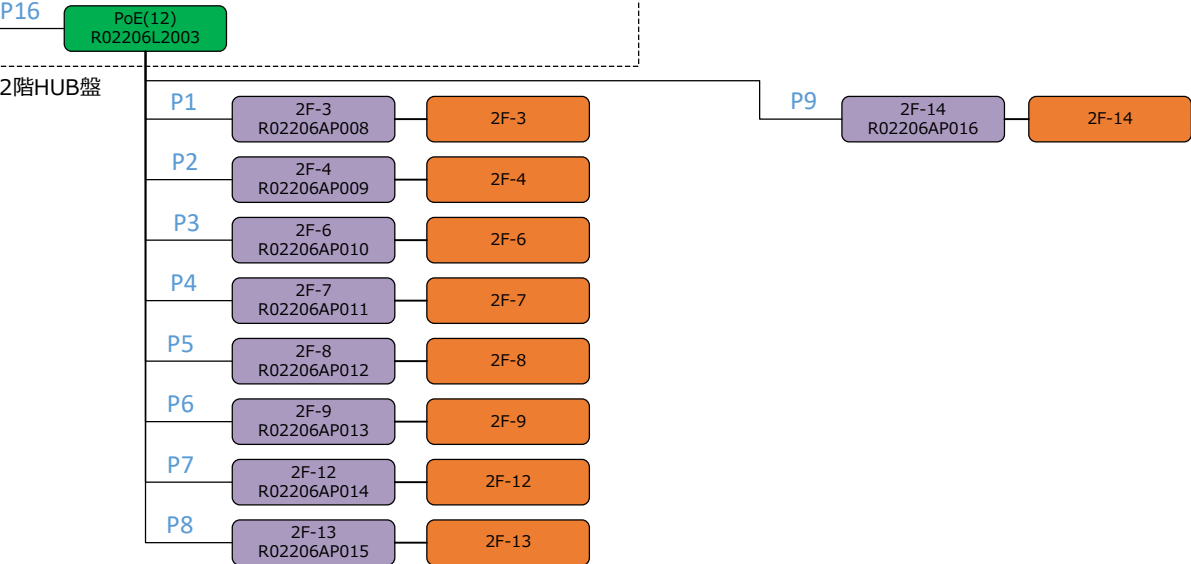 P16
PoE(12)
R02206L2003
2階HUB盤
P1
2F-3
R02206AP008
2F-3
P9
2F-14
R02206AP016
2F-14
P2
2F-4
R02206AP009
2F-4
P3
2F-6
R02206AP010
2F-6
P4
2F-7
R02206AP011
2F-7
P5
2F-8
R02206AP012
2F-8
P6
2F-9
R02206AP013
2F-9
P7
2F-12
R02206AP014
2F-12
P8
2F-13
R02206AP015
2F-13